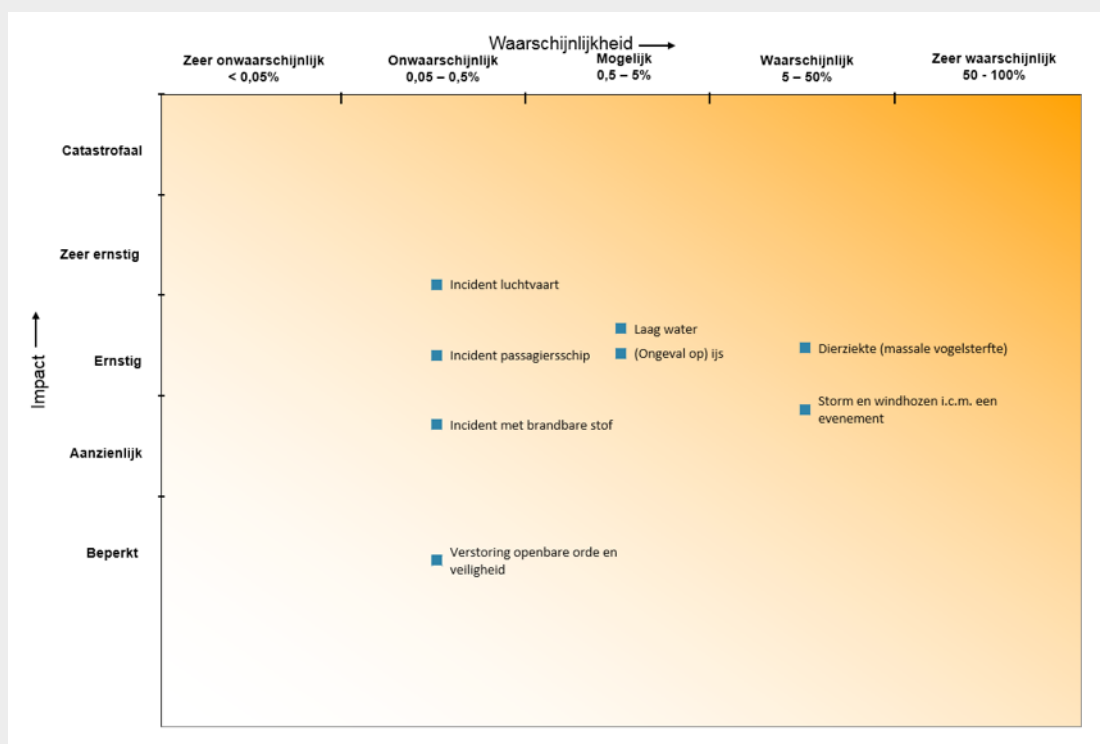 Waarschijnlijkheid
Zeer onwaarschijnlijk
< 0,05%
Onwaarschijnlijk
0,05 – 0,5%
Mogelijk
0,5 – 5%
Waarschijnlijk
5 – 50%
Zeer waarschijnlijk
50 - 100%
Impact
Catastrofaal
Zeer ernstig
Ernstig
Aanzienlijk
Beperkt
Incident luchtvaart
Laag water
Incident passagiersschip
(Ongeval op) ijs
Dierziekte (massale vogelsterfte)
Storm en windhozen i.c.m. een
evenement
Incident met brandbare stof
Verstoring openbare orde en
veiligheid